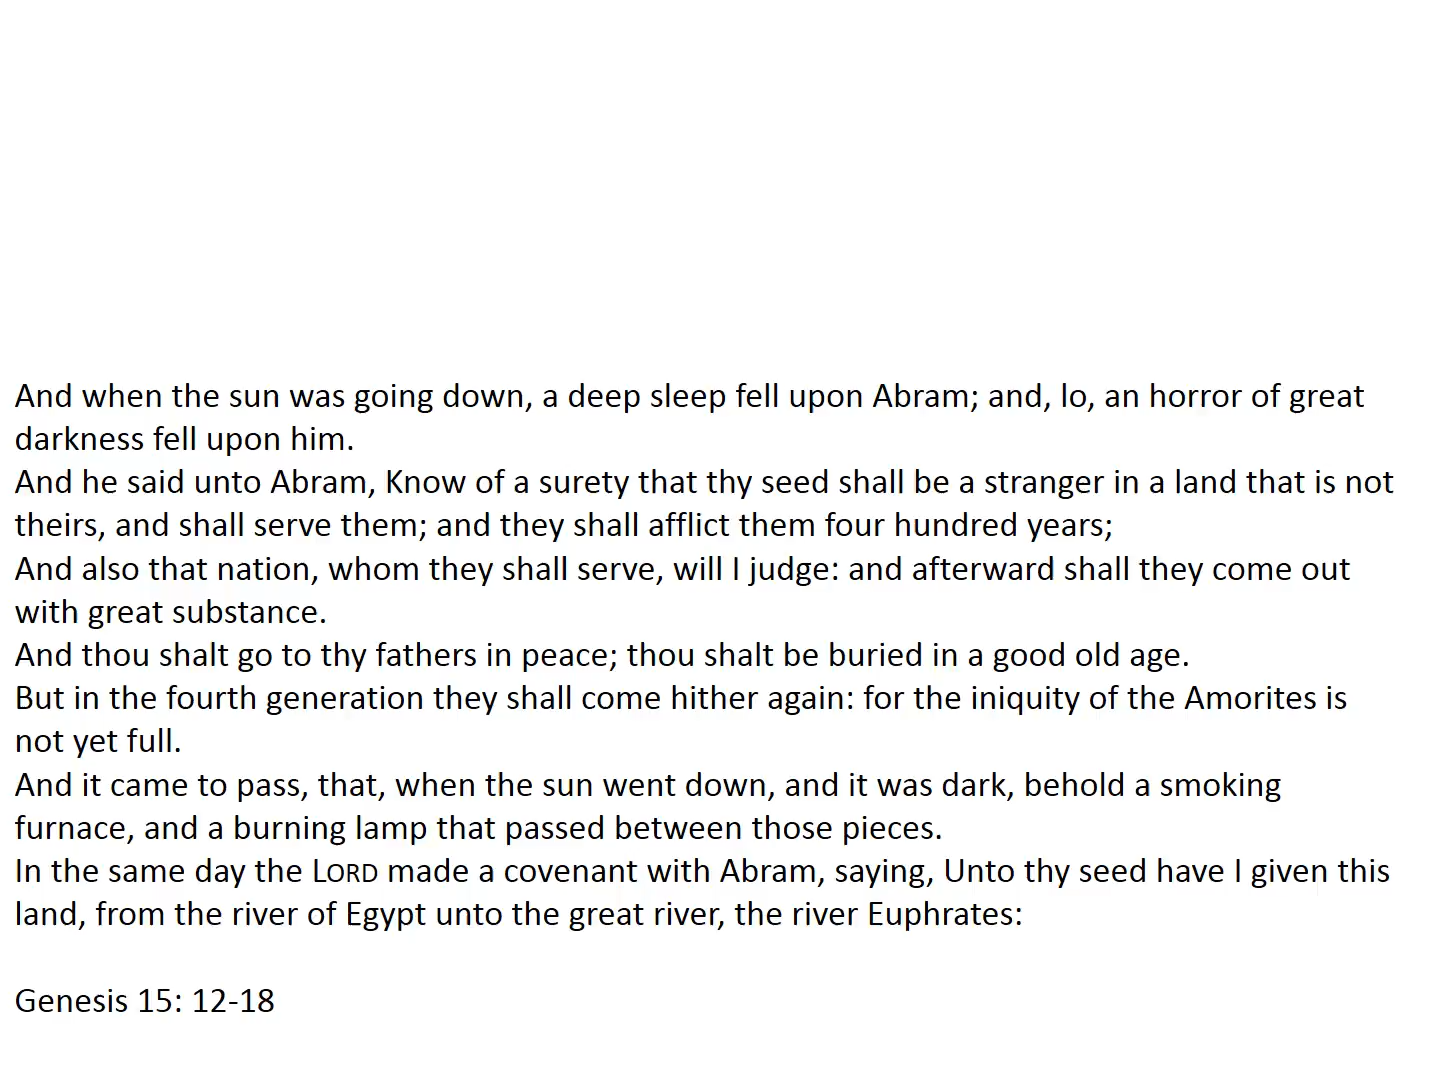 And when the sun was going down, a deep sleep fell upon Abram; and, lo, an horror of great
darkness fell upon him.
And he said unto Abram, Know of a surety that thy seed shall be a stranger in a land that is not
theirs, and shall serve them; and they shall afflict them four hundred years;
And also that nation, whom they shall serve, will I judge: and afterward shall they come out
with great substance.
And thou shalt go to thy fathers in peace; thou shalt be buried in a good old age.
But in the fourth generation they shall come hither again: for the iniquity of the Amorites is
not yet full.
And it came to pass, that, when the sun went down, and it was dark, behold a smoking
furnace, and a burning lamp that passed between those pieces.
In the same day the LORD made a covenant with Abram, saying, Unto thy seed have I given this
land, from the river of Egypt unto the great river, the river Euphrates:
Genesis 15: 12-18